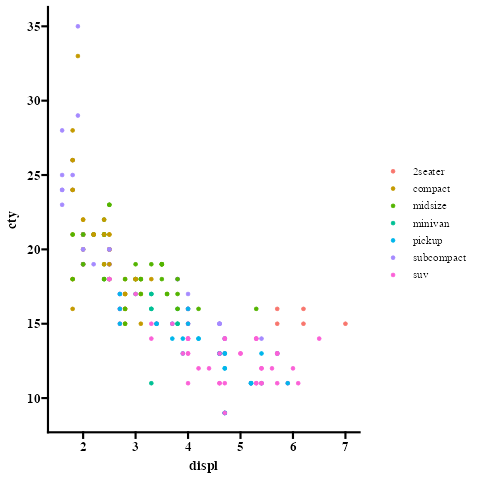 35
30
25
20
15
10
cty
2
3
4
5
6
7
displ
2seater
compact
midsize
minivan
pickup
subcompact
suv